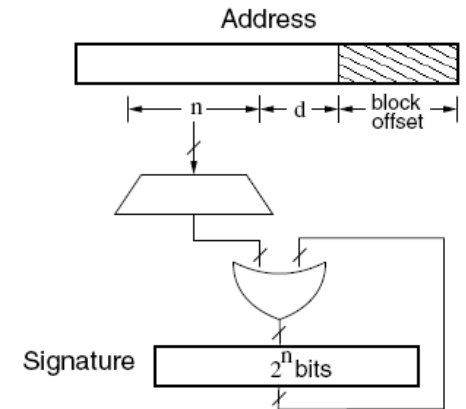 Address
n
d
block
offset
Signature
2^n bits